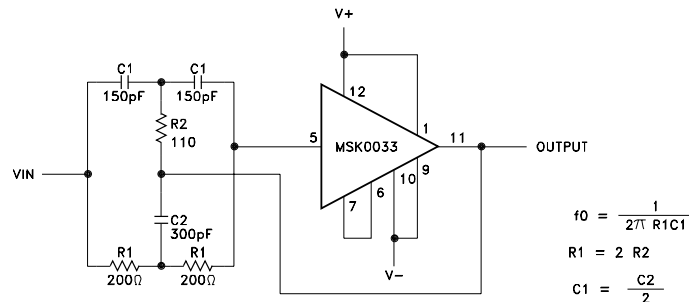 V+
C1
150pF
C1
150pF
R2
110
12
5
MSK0033
1
11
OUTPUT
VIN
C2
300pF
7
6
10
9
V-
R1
200Ω
R1
200Ω
f0 = 1 / 2π R1C1
R1 = 2 R2
C1 = C2 / 2